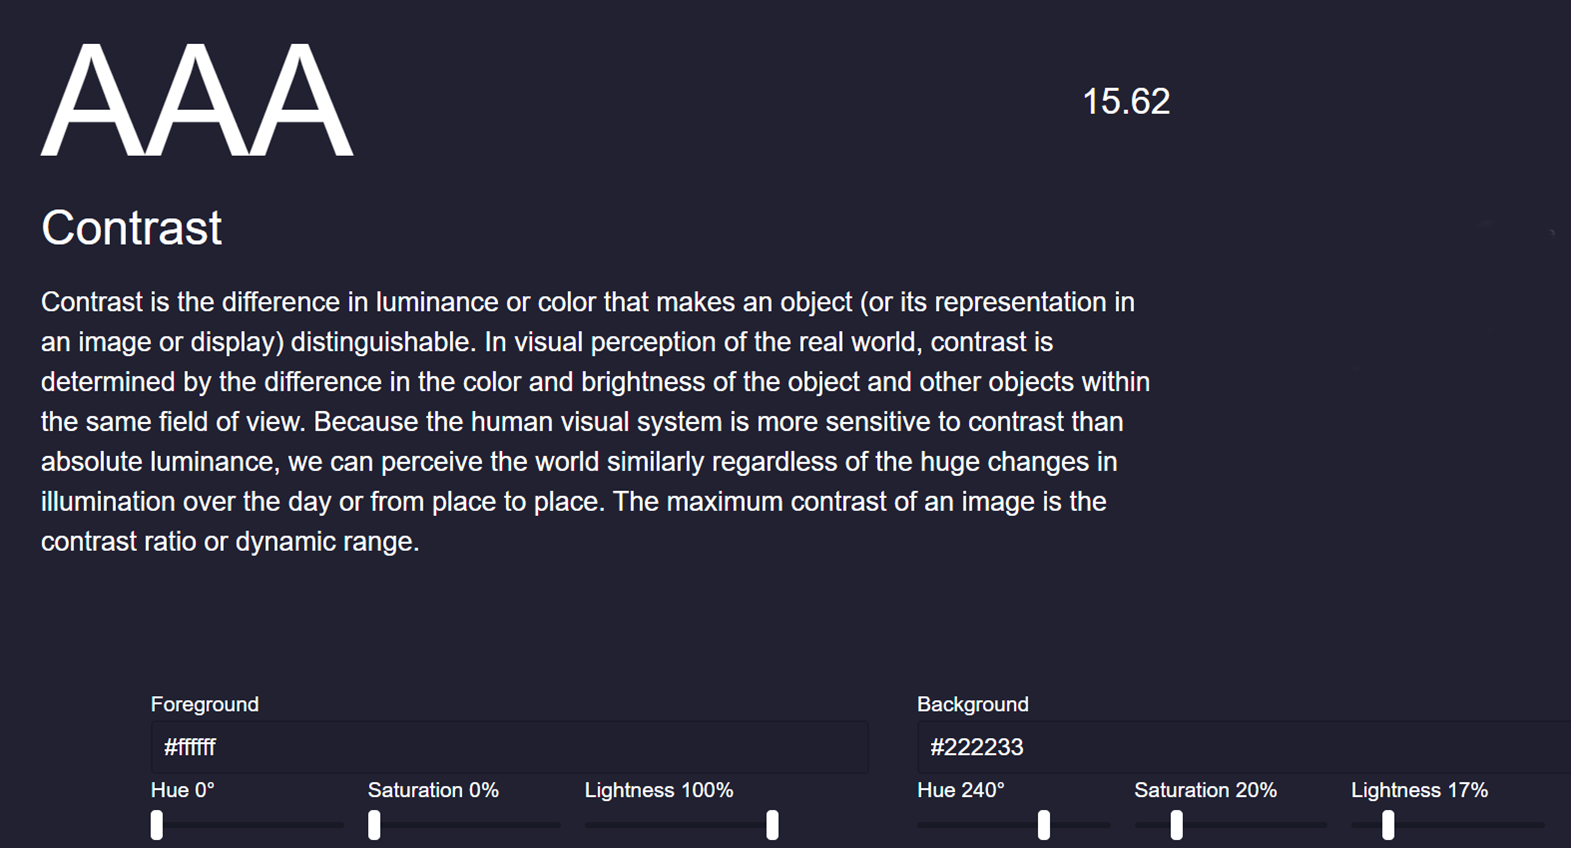 AAA
15.62
Contrast
Contrast is the difference in luminance or color that makes an object (or its representation in
an image or display) distinguishable. In visual perception of the real world, contrast is
determined by the difference in the color and brightness of the object and other objects within
the same field of view. Because the human visual system is more sensitive to contrast than
absolute luminance, we can perceive the world similarly regardless of the huge changes in
illumination over the day or from place to place. The maximum contrast of an image is the
contrast ratio or dynamic range.
Foreground
#ffffff
Hue 0° Saturation 0% Lightness 100%
Background
#222233
Hue 240° Saturation 20% Lightness 17%